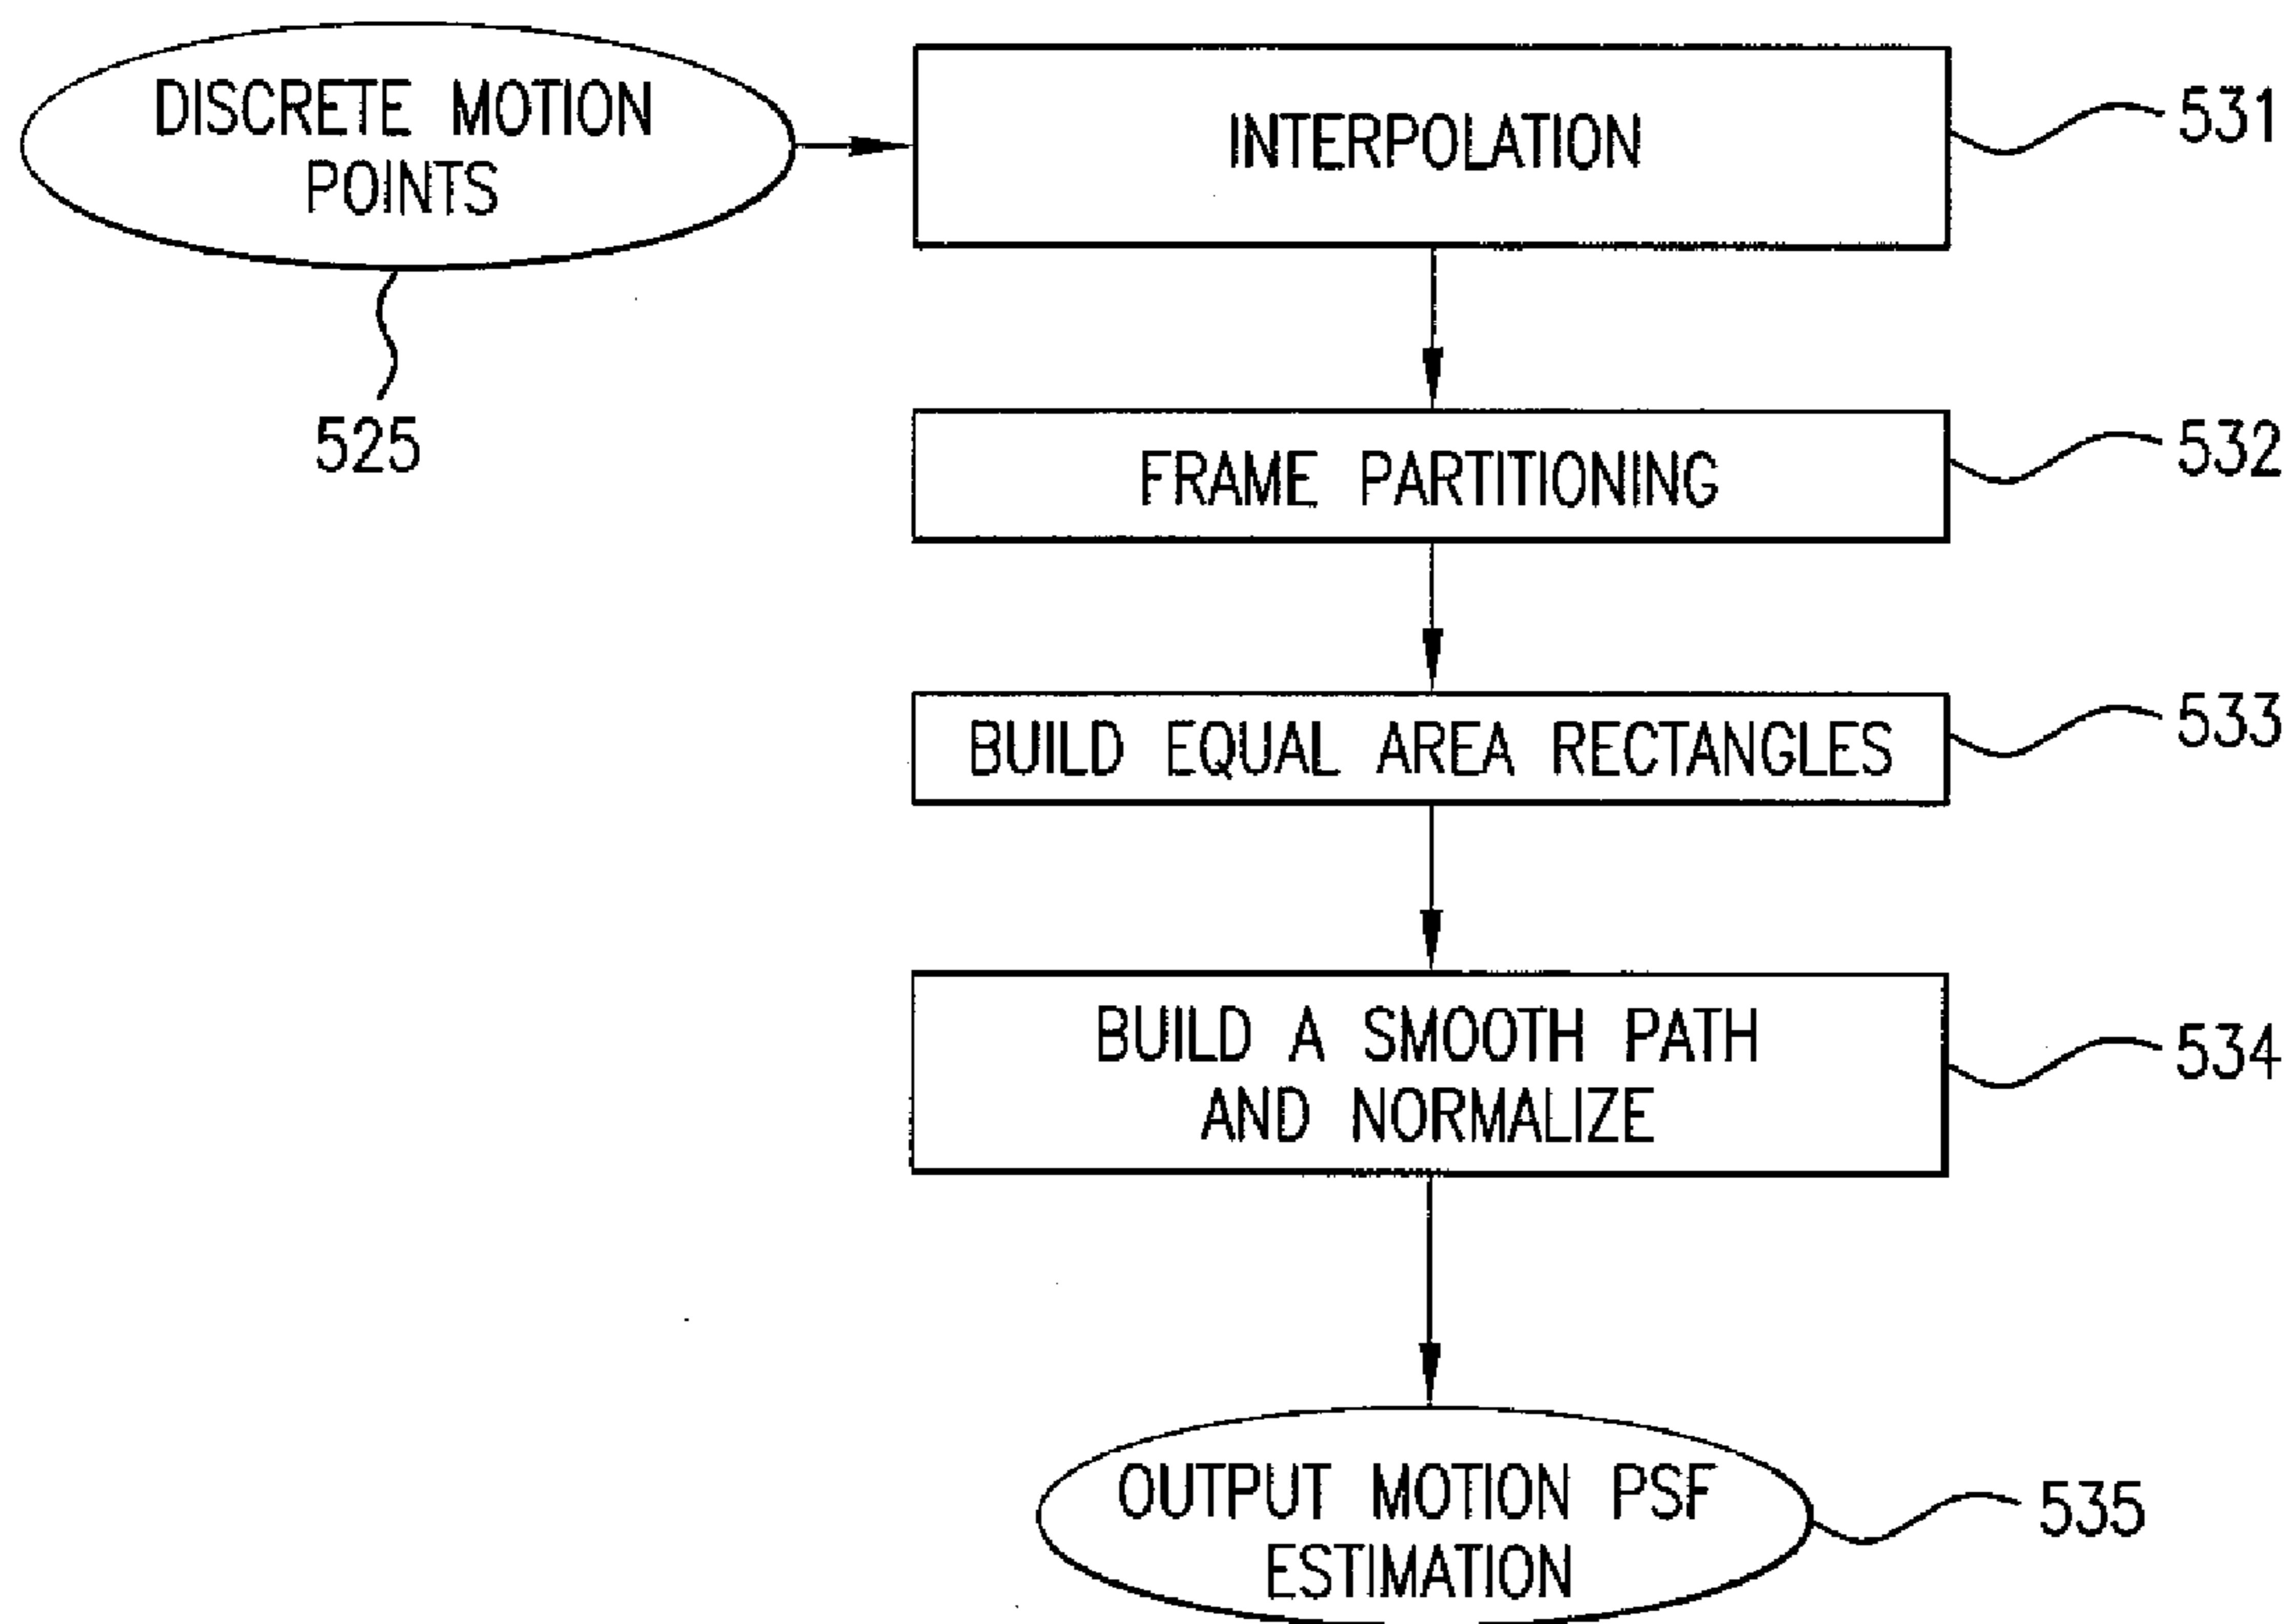 DISCRETE MOTION
POINTS
525
INTERPOLATION
531
FRAME PARTITIONING
532
BUILD EQUAL AREA RECTANGLES
533
BUILD A SMOOTH PATH
AND NORMALIZE
534
OUTPUT MOTION PSF
ESTIMATION
535